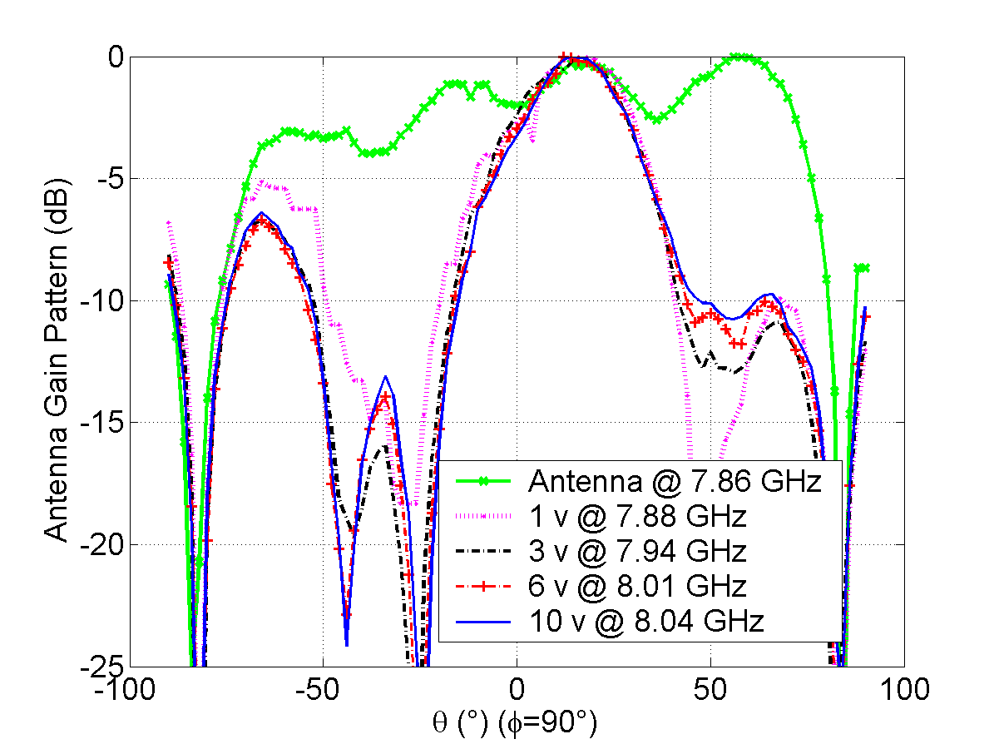 0
-5
-10
-15
-20
-25
-100
-50
0
50
100
Antenna Gain Pattern (dB)
θ (°) (ϕ=90°)
Antenna @ 7.86 GHz
1 v @ 7.88 GHz
3 v @ 7.94 GHz
6 v @ 8.01 GHz
10 v @ 8.04 GHz